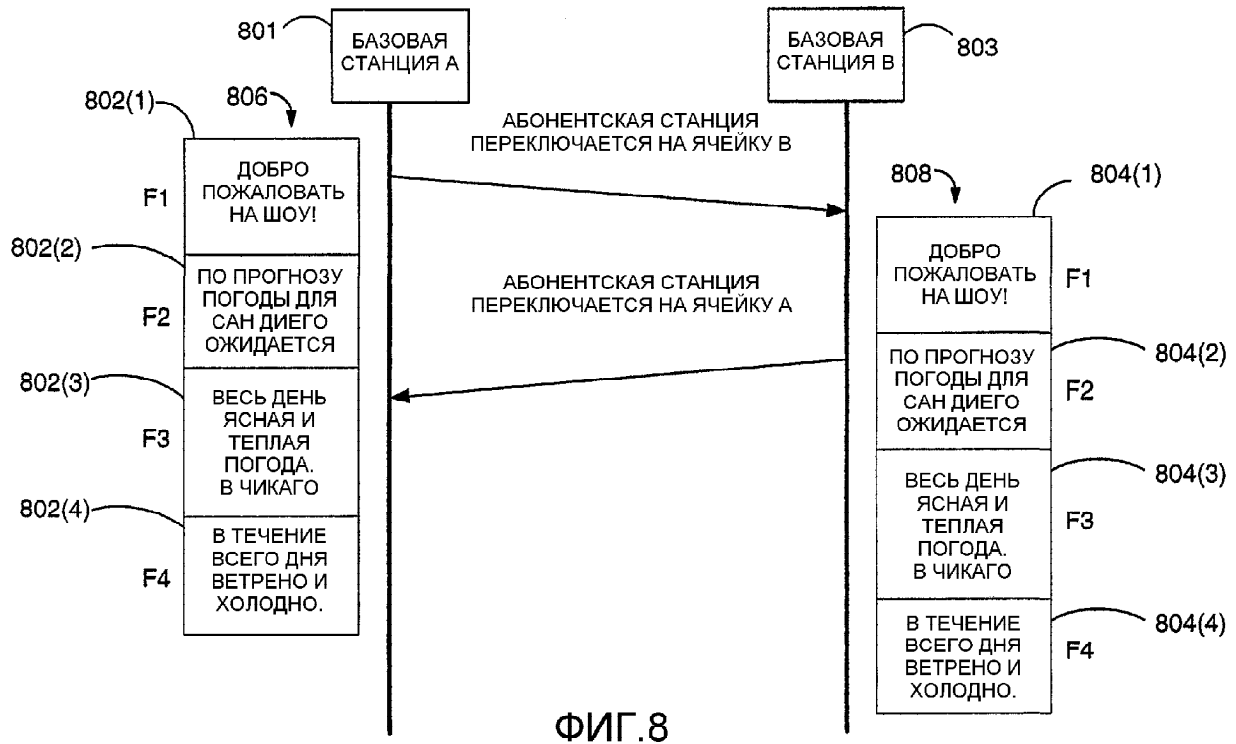 801
БАЗОВАЯ
СТАНЦИЯ А
БАЗОВАЯ
СТАНЦИЯ В
803
802(1)
806
АБОНЕНТСКАЯ СТАНЦИЯ
ПЕРЕКЛЮЧАЕТСЯ НА ЯЧЕЙКУ В
F1
ДОБРО
ПОЖАЛОВАТЬ
НА ШОУ!
808
804(1)
802(2)
F2
ПО ПРОГНОЗУ
ПОГОДЫ ДЛЯ
САН ДИЕГО
ОЖИДАЕТСЯ
АБОНЕНТСКАЯ СТАНЦИЯ
ПЕРЕКЛЮЧАЕТСЯ НА ЯЧЕЙКУ А
ДОБРО
ПОЖАЛОВАТЬ
НА ШОУ!
F1
802(3)
F3
ВЕСЬ ДЕНЬ
ЯСНАЯ И
ТЕПЛАЯ
ПОГОДА.
В ЧИКАГО
ПО ПРОГНОЗУ
ПОГОДЫ ДЛЯ
САН ДИЕГО
ОЖИДАЕТСЯ
804(2)
F2
802(4)
F4
В ТЕЧЕНИЕ
ВСЕГО ДНЯ
ВЕТРЕНО И
ХОЛОДНО.
ВЕСЬ ДЕНЬ
ЯСНАЯ И
ТЕПЛАЯ
ПОГОДА.
В ЧИКАГО
804(3)
F3
В ТЕЧЕНИЕ
ВСЕГО ДНЯ
ВЕТРЕНО И
ХОЛОДНО.
804(4)
F4
ФИГ.8